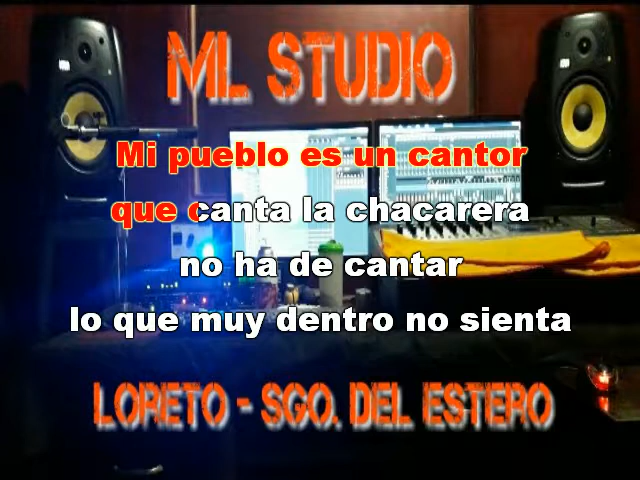 ML STUDIO
Mi pueblo es un cantor
que canta la chacarera
no ha de cantar
lo que muy dentro no sienta
LORETO - SGO. DEL ESTERO